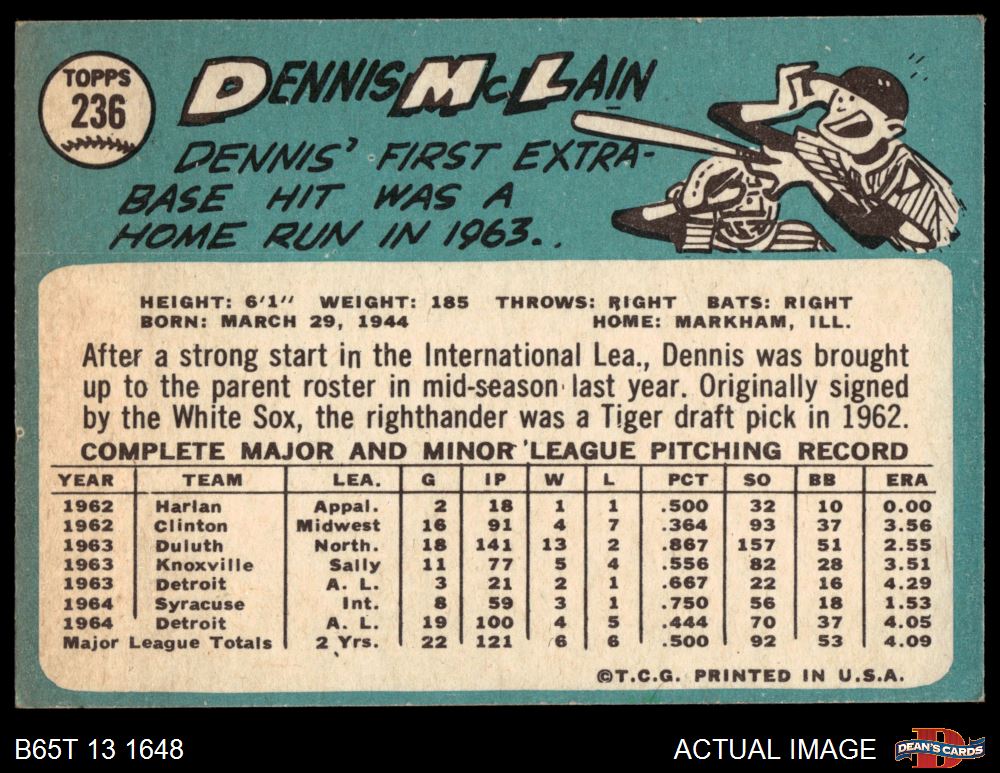 TOPPS
236
DENNIS McLAIN
DENNIS' FIRST EXTRA-
BASE HIT WAS A
HOME RUN IN 1963..
HEIGHT: 6'1" WEIGHT: 185 THROWS: RIGHT BATS: RIGHT
BORN: MARCH 29, 1944 HOME: MARKHAM, ILL.
After a strong start in the International Lea., Dennis was brought
up to the parent roster in mid-season last year. Originally signed
by the White Sox, the righthander was a Tiger draft pick in 1962.
COMPLETE MAJOR AND MINOR LEAGUE PITCHING RECORD
YEAR TEAM LEA. G IP W L PCT SO BB ERA
1962 Harlan Appal. 2 18 1 1 .500 32 10 0.00
1962 Clinton Midwest 16 91 4 7 .364 93 37 3.56
1963 Duluth North. 18 141 13 2 .867 157 51 2.55
1963 Knoxville Sally 11 77 5 4 .556 82 28 3.51
1963 Detroit A. L. 3 21 2 1 .667 22 16 4.29
1964 Syracuse Int. 8 59 3 1 .750 56 18 1.53
1964 Detroit A. L. 19 100 4 5 .444 70 37 4.05
Major League Totals 2 Yrs. 22 121 6 6 .500 92 53 4.09
©T.C.G. PRINTED IN U.S.A.
B65T 13 1648 ACTUAL IMAGE
D
DEAN'S CARDS